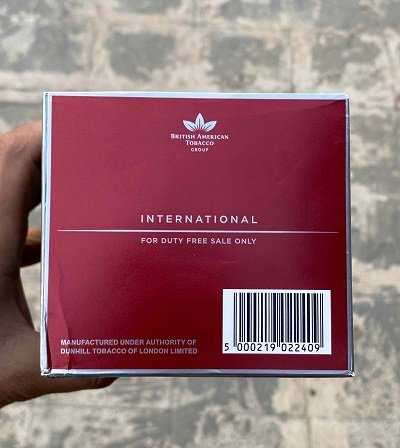 BRITISH AMERICAN
TOBACCO
GROUP
INTERNATIONAL
FOR DUTY FREE SALE ONLY
MANUFACTURED UNDER AUTHORITY OF
DUNHILL TOBACCO OF LONDON LIMITED
5 000219 022409